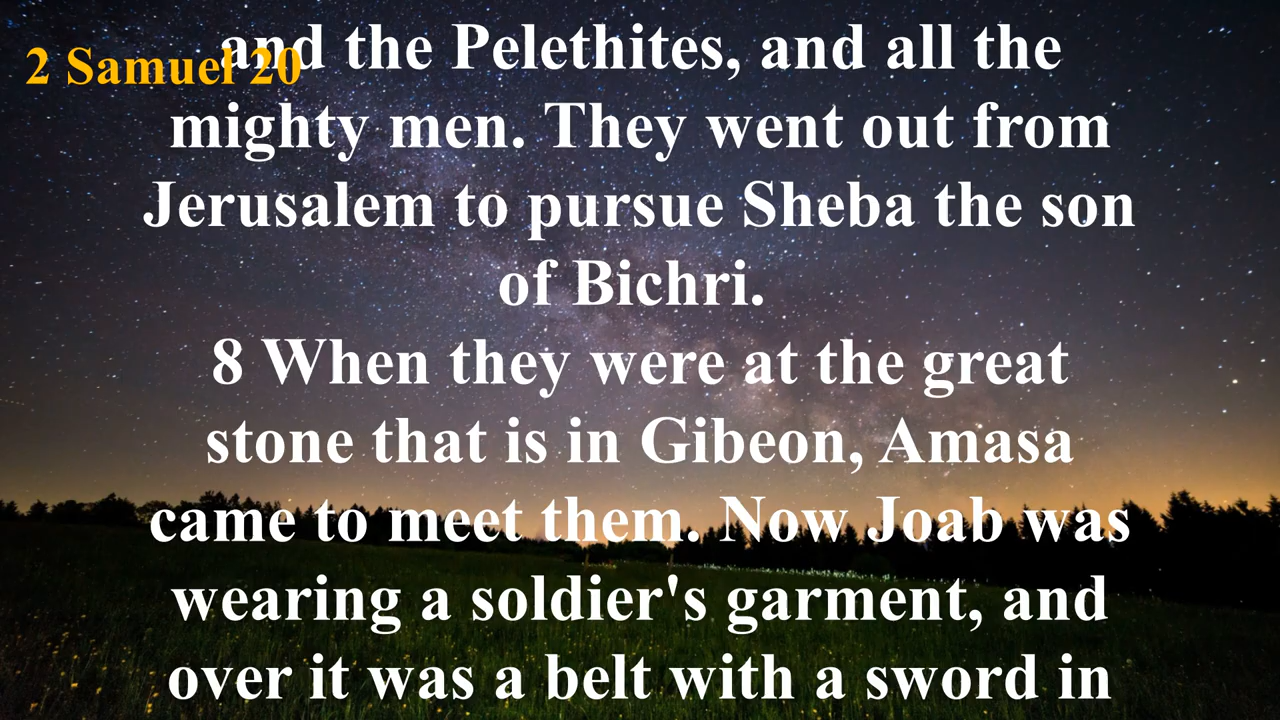 2 Samuel 20
and the Pelethites, and all the
mighty men. They went out from
Jerusalem to pursue Sheba the son
of Bichri.
8 When they were at the great
stone that is in Gibeon, Amasa
came to meet them. Now Joab was
wearing a soldier's garment, and
over it was a belt with a sword in